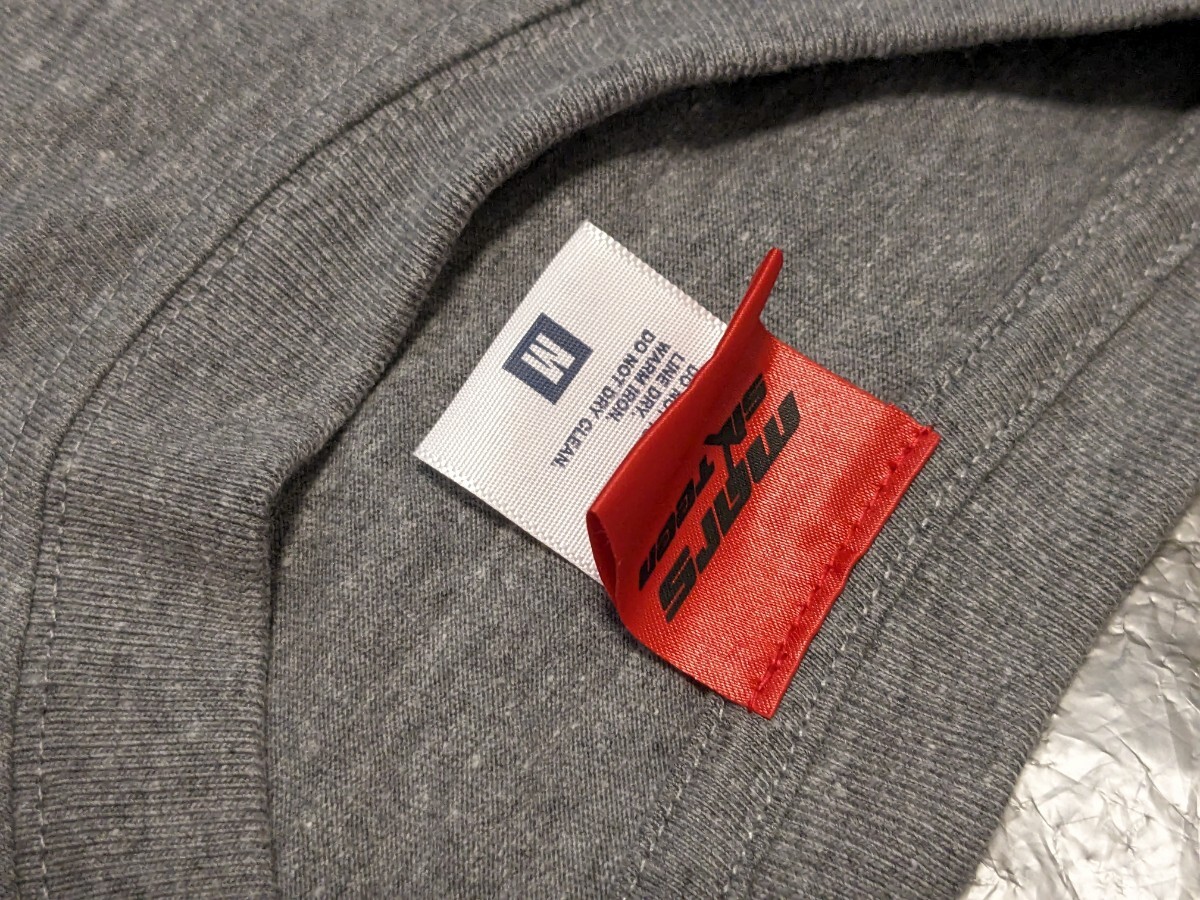 mars
sixTeen
DO NOT
LINE DRY.
WARM IRON.
DO NOT DRY CLEAN.
M